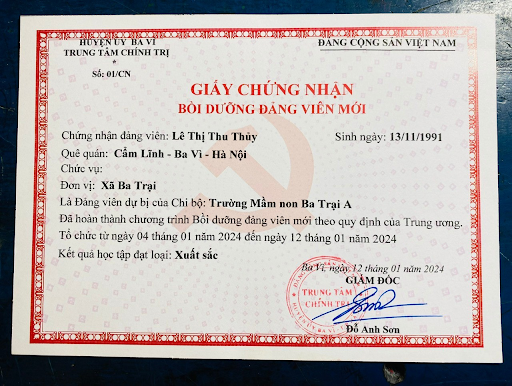 HUYỆN ỦY BA VÌ
TRUNG TÂM CHÍNH TRỊ
*
Số: 01/CN
ĐẢNG CỘNG SẢN VIỆT NAM
GIẤY CHỨNG NHẬN
BỒI DƯỠNG ĐẢNG VIÊN MỚI
Chứng nhận đảng viên: Lê Thị Thu Thủy Sinh ngày: 13/11/1991
Quê quán: Cẩm Lĩnh - Ba Vì - Hà Nội
Chức vụ:
Đơn vị: Xã Ba Trại
Là Đảng viên dự bị của Chi bộ: Trường Mầm non Ba Trại A
Đã hoàn thành chương trình Bồi dưỡng đảng viên mới theo quy định của Trung ương.
Tổ chức từ ngày 04 tháng 01 năm 2024 đến ngày 12 tháng 01 năm 2024
Kết quả học tập đạt loại: Xuất sắc
Ba Vì, ngày 12 tháng 01 năm 2024
GIÁM ĐỐC
TRUNG TÂM
CHÍNH TRỊ
Đỗ Anh Sơn